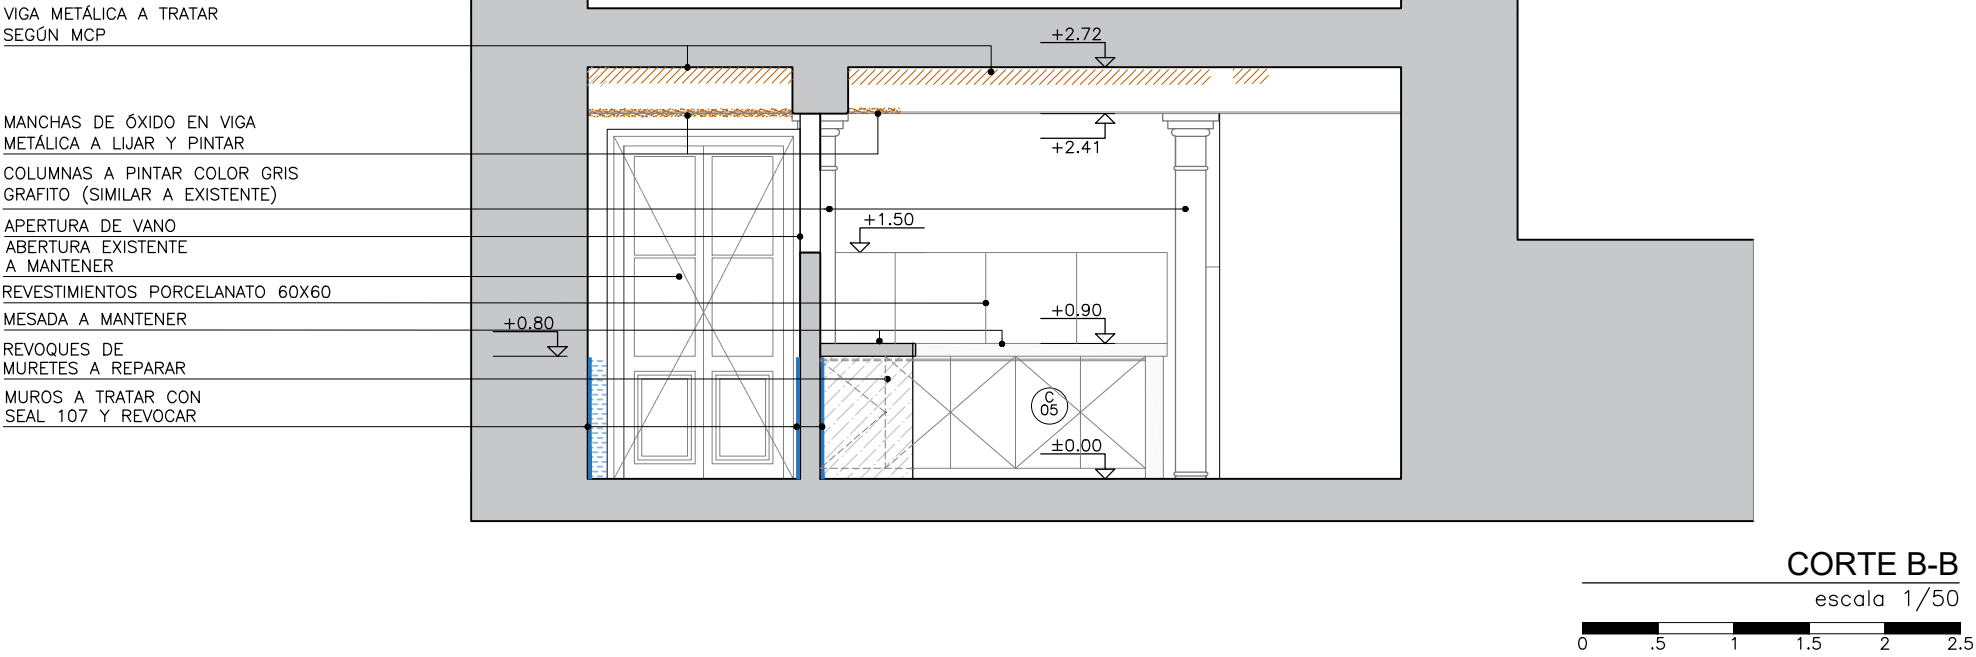 VIGA METÁLICA A TRATAR
SEGÚN MCP
+2.72
MANCHAS DE ÓXIDO EN VIGA
METÁLICA A LIJAR Y PINTAR
+2.41
COLUMNAS A PINTAR COLOR GRIS
GRAFITO (SIMILAR A EXISTENTE)
APERTURA DE VANO
+1.50
ABERTURA EXISTENTE
A MANTENER
REVESTIMIENTOS PORCELANATO 60X60
MESADA A MANTENER
+0.80
+0.90
REVOQUES DE
MURETES A REPARAR
MUROS A TRATAR CON
SEAL 107 Y REVOCAR
C
05
±0.00
CORTE B-B
escala 1/50
0 .5 1 1.5 2 2.5